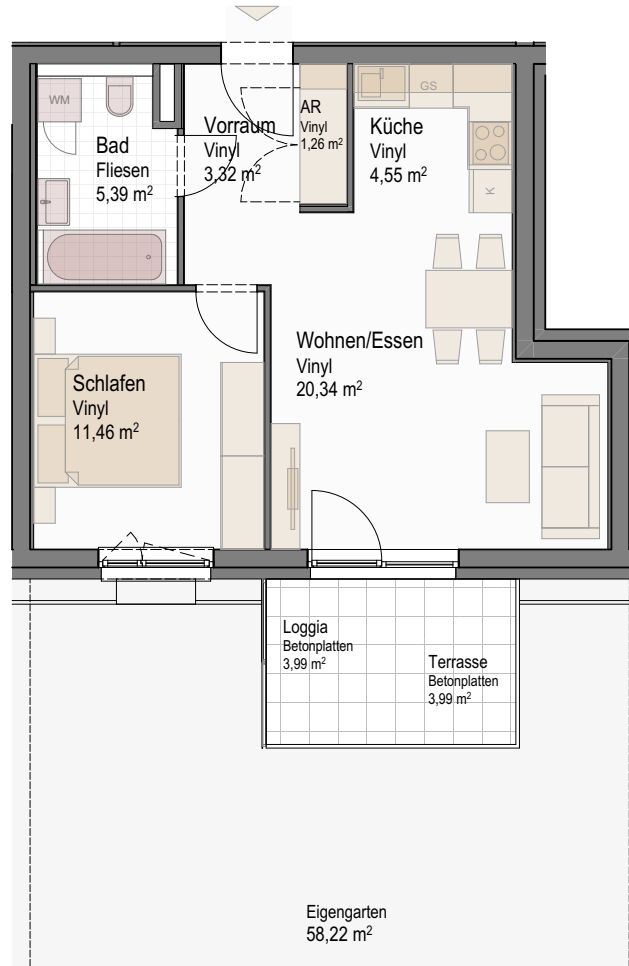 WM
Bad
Fliesen
5,39 m²
Vorraum
Vinyl
3,32 m²
AR
Vinyl
1,26 m²
Küche
Vinyl
4,55 m²
GS
K
Wohnen/Essen
Vinyl
20,34 m²
Schlafen
Vinyl
11,46 m²
Loggia
Betonplatten
3,99 m²
Terrasse
Betonplatten
3,99 m²
Eigengarten
58,22 m²